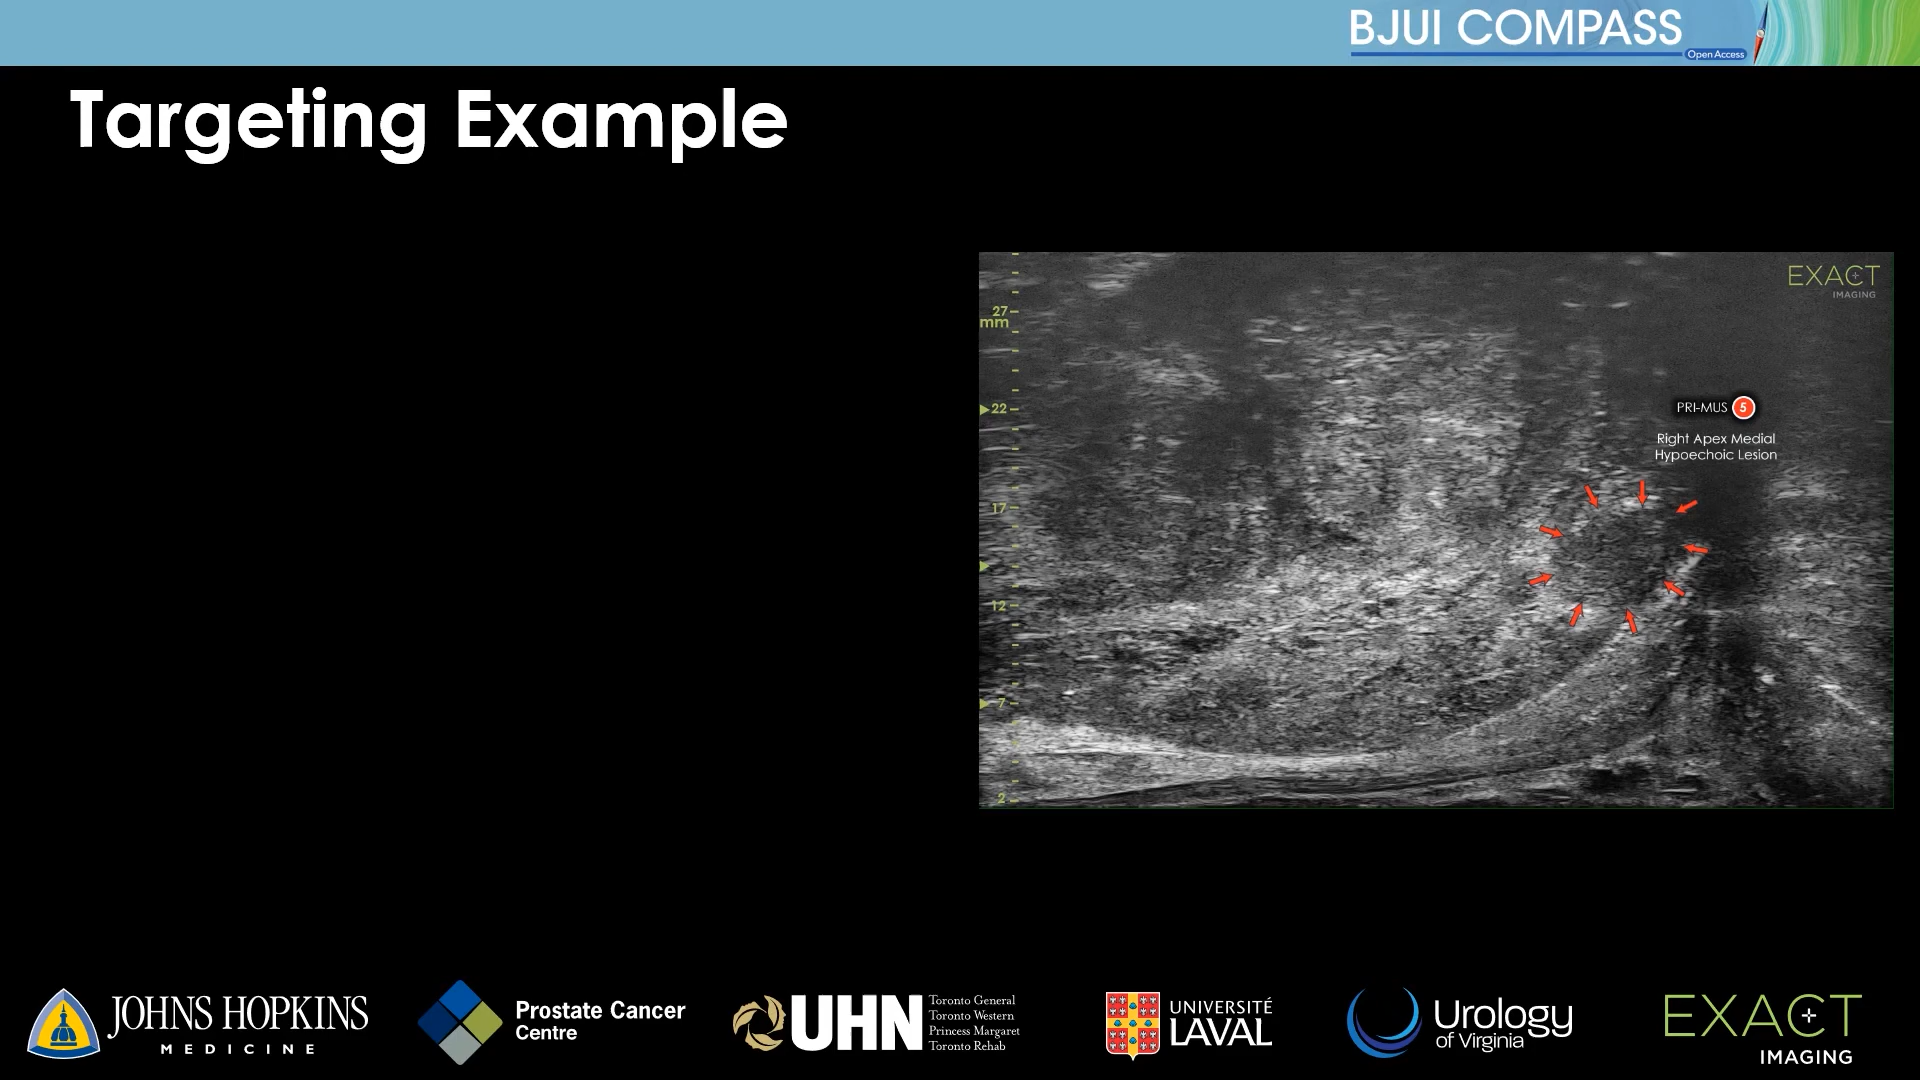 BJUI COMPASS
Open Access
Targeting Example
EXACT
IMAGING
27
mm
22
17
12
7
2
PRI-MUS 5
Right Apex Medial
Hypoechoic Lesion
JOHNS HOPKINS
MEDICINE
Prostate Cancer
Centre
UHN
Toronto General
Toronto Western
Princess Margaret
Toronto Rehab
UNIVERSITÉ
LAVAL
Urology
of Virginia
EXACT
IMAGING